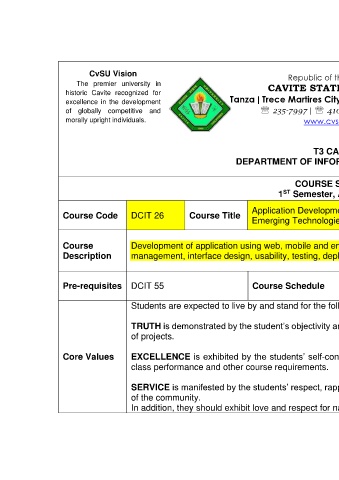 CvSU Vision
The premier university in
historic Cavite recognized for
excellence in the development
of globally competitive and
morally upright individuals.
Republic of th
CAVITE STATE
Tanza | Trece Martires City
☏ 235-7997 | ☏ 416
www.cvs
T3 CA
DEPARTMENT OF INFOR
COURSE S
1ST Semester, A
Course Code DCIT 26 Course Title Application Developme
Emerging Technologie
Course
Description
Development of application using web, mobile and en
management, interface design, usability, testing, depl
Pre-requisites DCIT 55 Course Schedule
Core Values
Students are expected to live by and stand for the foll
TRUTH is demonstrated by the student's objectivity an
of projects.
EXCELLENCE is exhibited by the students' self-con
class performance and other course requirements.
SERVICE is manifested by the students' respect, rapp
of the community.
In addition, they should exhibit love and respect for na